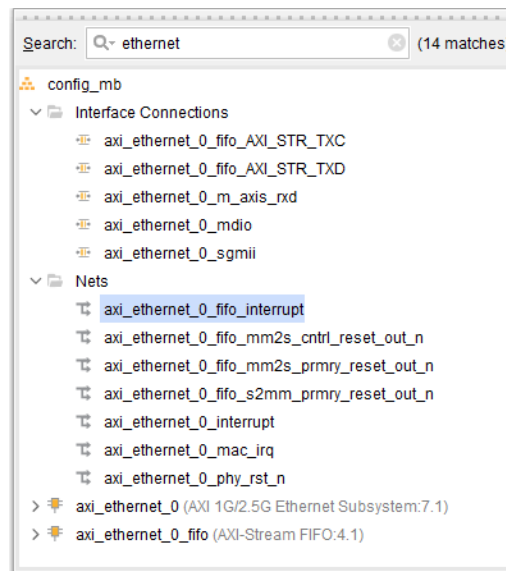 Search: ethernet (14 matches
config_mb
Interface Connections
axi_ethernet_0_fifo_AXI_STR_TXC
axi_ethernet_0_fifo_AXI_STR_TXD
axi_ethernet_0_m_axis_rxd
axi_ethernet_0_mdio
axi_ethernet_0_sgmii
Nets
axi_ethernet_0_fifo_interrupt
axi_ethernet_0_fifo_mm2s_cntrl_reset_out_n
axi_ethernet_0_fifo_mm2s_prmry_reset_out_n
axi_ethernet_0_fifo_s2mm_prmry_reset_out_n
axi_ethernet_0_interrupt
axi_ethernet_0_mac_irq
axi_ethernet_0_phy_rst_n
axi_ethernet_0 (AXI 1G/2.5G Ethernet Subsystem:7.1)
axi_ethernet_0_fifo (AXI-Stream FIFO:4.1)